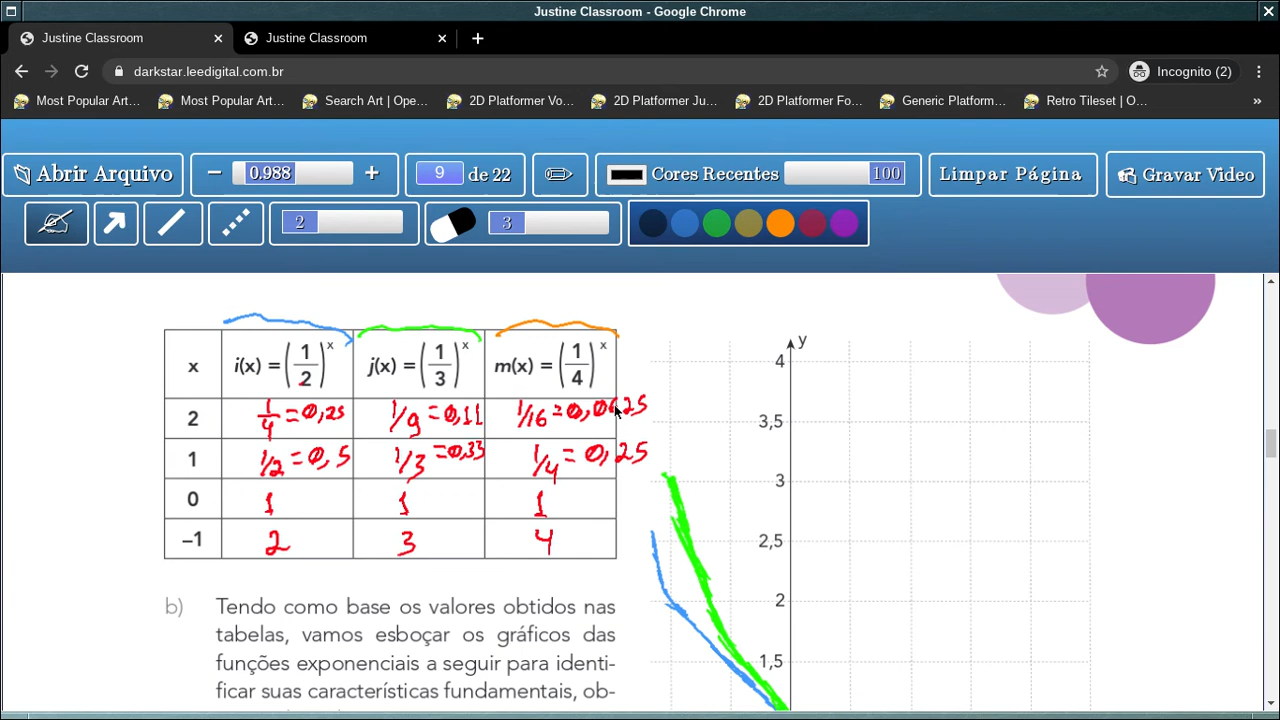 Justine Classroom - Google Chrome
Justine Classroom
Justine Classroom
darkstar.leedigital.com.br
Incognito (2)
Most Popular Art...
Most Popular Art...
Search Art | Ope...
2D Platformer Vo...
2D Platformer Ju...
2D Platformer Fo...
Generic Platform...
Retro Tileset | O...
»
Abrir Arquivo
− 0.988 +
9 de 22
Cores Recentes 100
Limpar Página
Gravar Video
2
3
x i(x) = (1/2)^x j(x) = (1/3)^x m(x) = (1/4)^x
2 1/4 = 0,25 1/9 = 0,11 1/16 = 0,0625
1 1/2 = 0,5 1/3 = 0,33 1/4 = 0,25
0 1 1 1
−1 2 3 4
y
4
3,5
3
2,5
2
1,5
b) Tendo como base os valores obtidos nas
tabelas, vamos esboçar os gráficos das
funções exponenciais a seguir para identi-
ficar suas características fundamentais, ob-